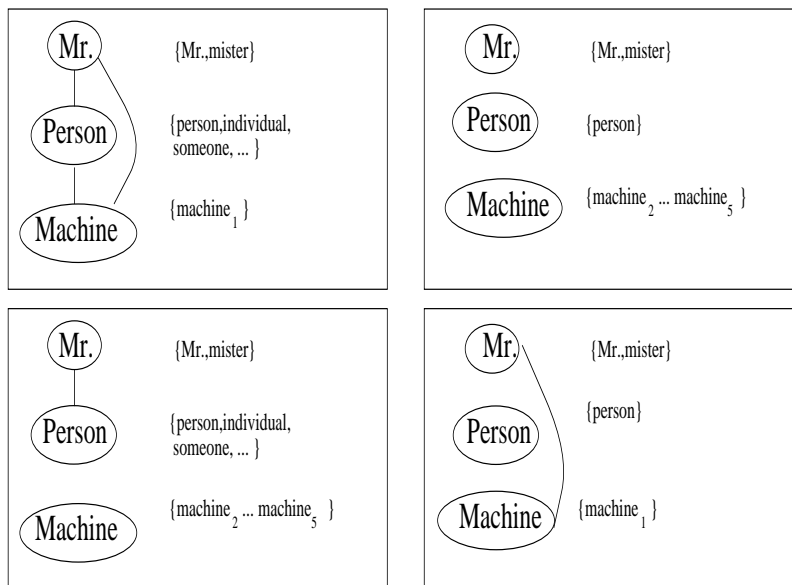 Mr. {Mr.,mister}
Person {person,individual,
someone, ... }
Machine {machine1 }
Mr. {Mr.,mister}
Person {person}
Machine {machine2 ... machine5 }
Mr. {Mr.,mister}
Person {person,individual,
someone, ... }
Machine {machine2 ... machine5 }
Mr. {Mr.,mister}
Person {person}
Machine {machine1 }